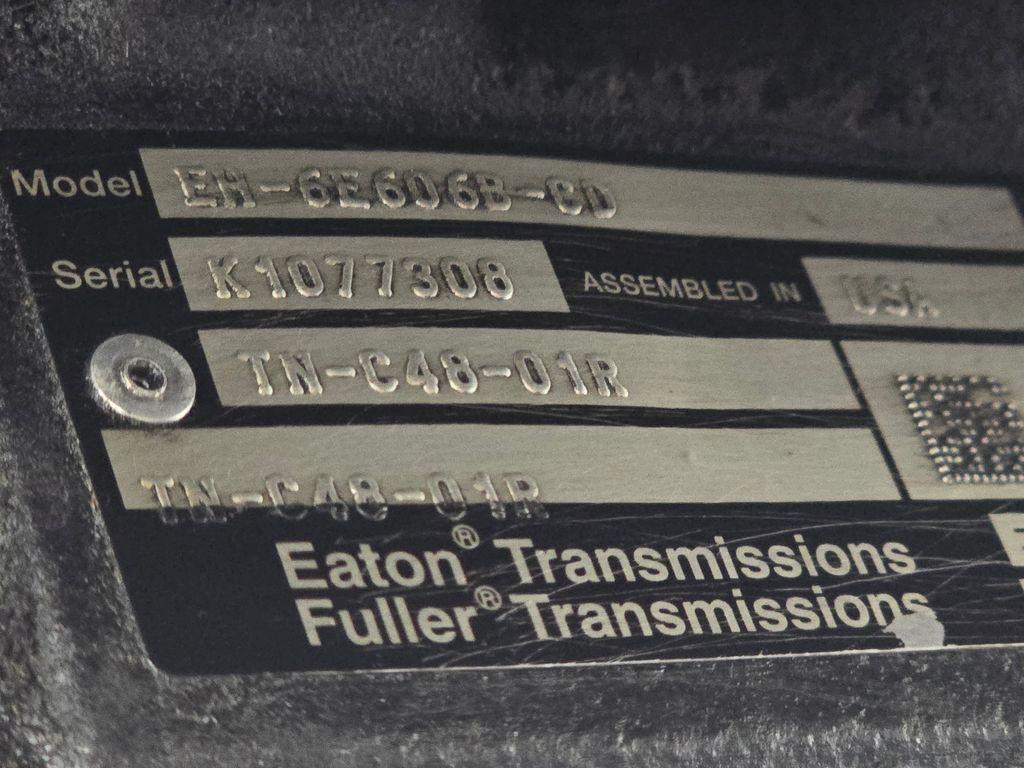 Model EH-6E606B-CD
Serial K1077308 ASSEMBLED IN USA
TN-C48-01R
TN-C48-01R
Eaton® Transmissions
Fuller® Transmissions